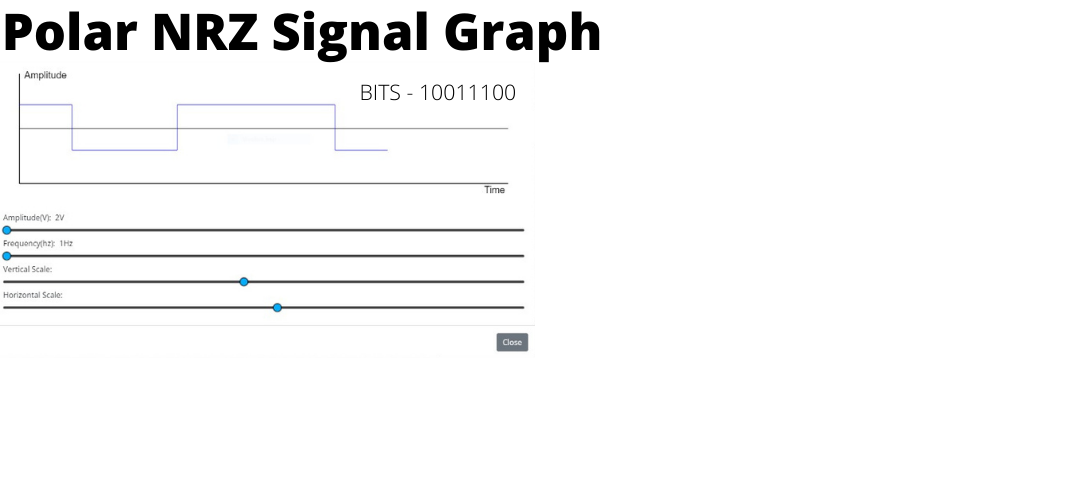 Polar NRZ Signal Graph
Amplitude
BITS - 10011100
Time
Amplitude(V): 2V
Frequency(hz): 1Hz
Vertical Scale:
Horizontal Scale:
Close